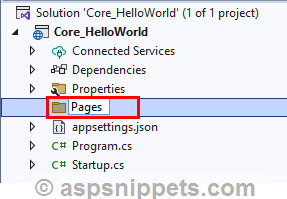 Solution 'Core_HelloWorld' (1 of 1 project)
Core_HelloWorld
Connected Services
Dependencies
Properties
Pages
appsettings.json
C# Program.cs
C# Startup.cs
© aspsnippets.com